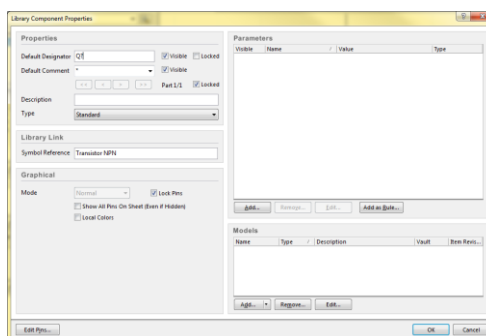 Library Component Properties
Properties
Default Designator Q? Visible Locked
Default Comment * Visible
<< < > >> Part 1/1 Locked
Description
Type Standard
Library Link
Symbol Reference Transistor NPN
Graphical
Mode Normal Lock Pins
Show All Pins On Sheet (Even if Hidden)
Local Colors
Parameters
Visible Name / Value Type
Add... Remove... Edit... Add as Rule...
Models
Name Type / Description Vault Item Revis...
Add... Remove... Edit...
Edit Pins... OK Cancel